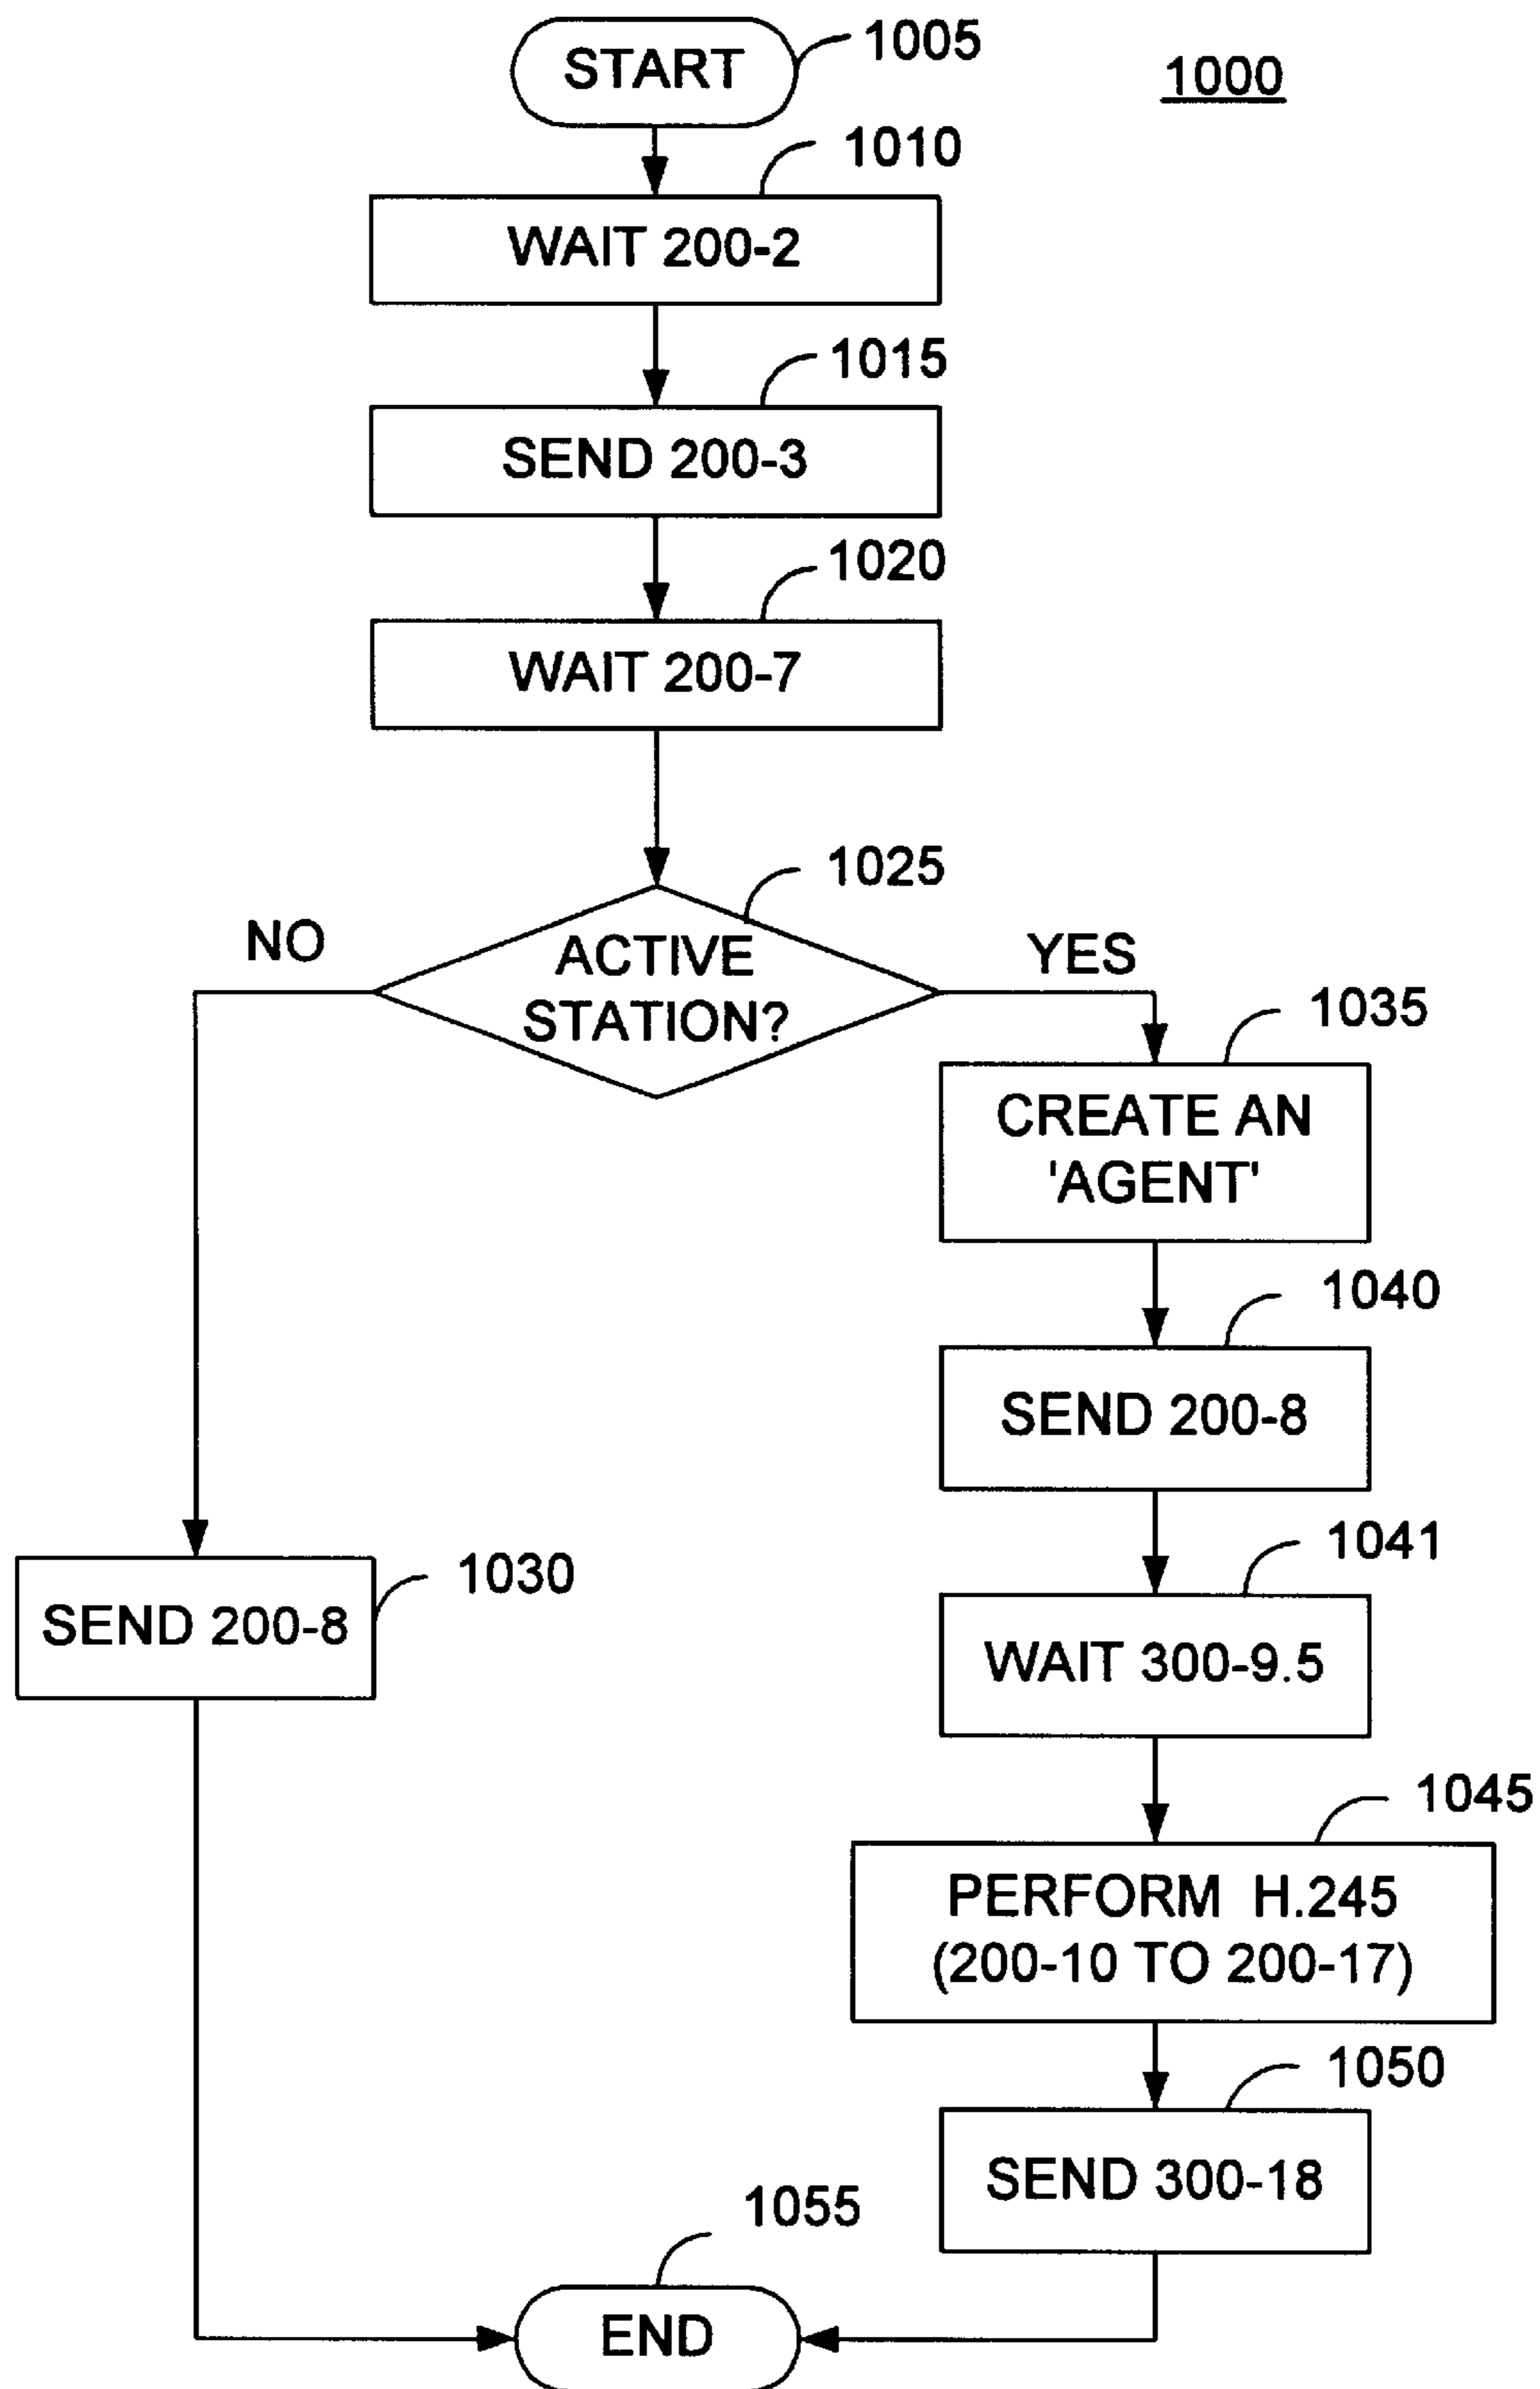 START
1005
1000
1010
WAIT 200-2
1015
SEND 200-3
1020
WAIT 200-7
1025
NO
ACTIVE
STATION?
YES
1035
CREATE AN
'AGENT'
1040
SEND 200-8
1041
1030
SEND 200-8
WAIT 300-9.5
1045
PERFORM H.245
(200-10 TO 200-17)
1050
SEND 300-18
1055
END